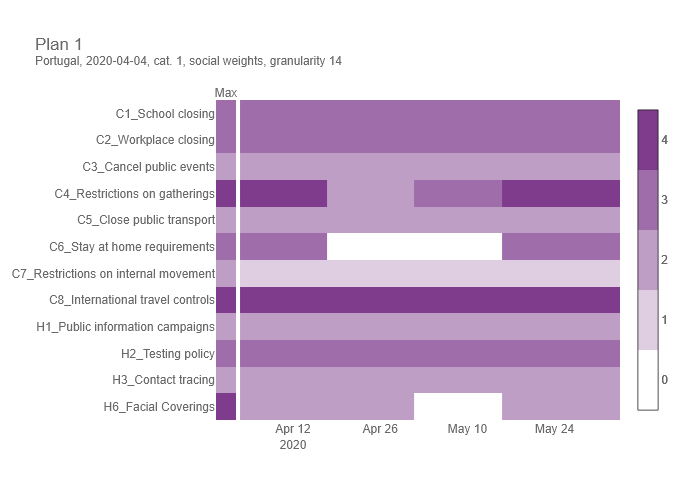 Plan 1
Portugal, 2020-04-04, cat. 1, social weights, granularity 14
Max
C1_School closing
C2_Workplace closing
C3_Cancel public events
C4_Restrictions on gatherings
C5_Close public transport
C6_Stay at home requirements
C7_Restrictions on internal movement
C8_International travel controls
H1_Public information campaigns
H2_Testing policy
H3_Contact tracing
H6_Facial Coverings
4
3
2
1
0
Apr 12 Apr 26 May 10 May 24
2020